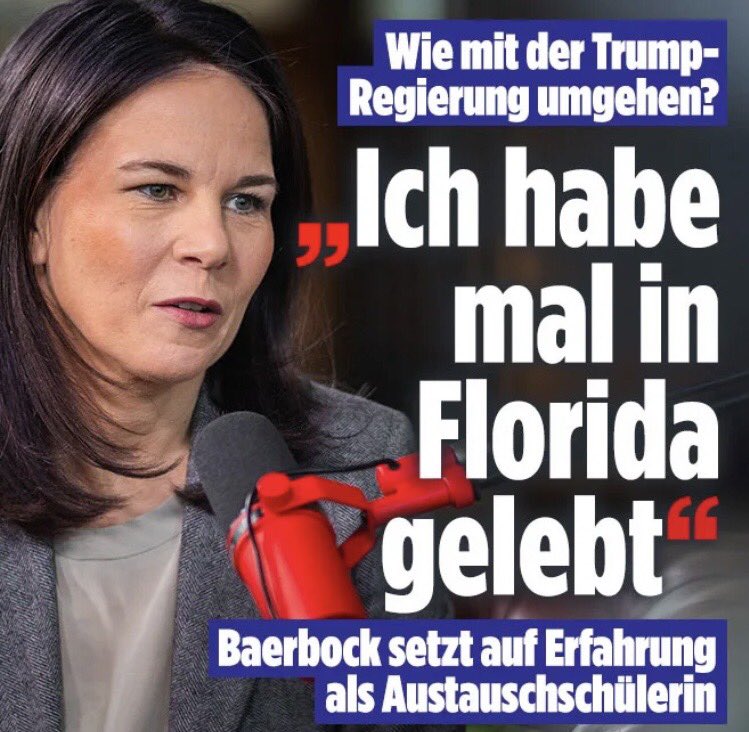 Wie mit der Trump-
Regierung umgehen?
„Ich habe
mal in
Florida
gelebt“
Baerbock setzt auf Erfahrung
als Austauschschülerin